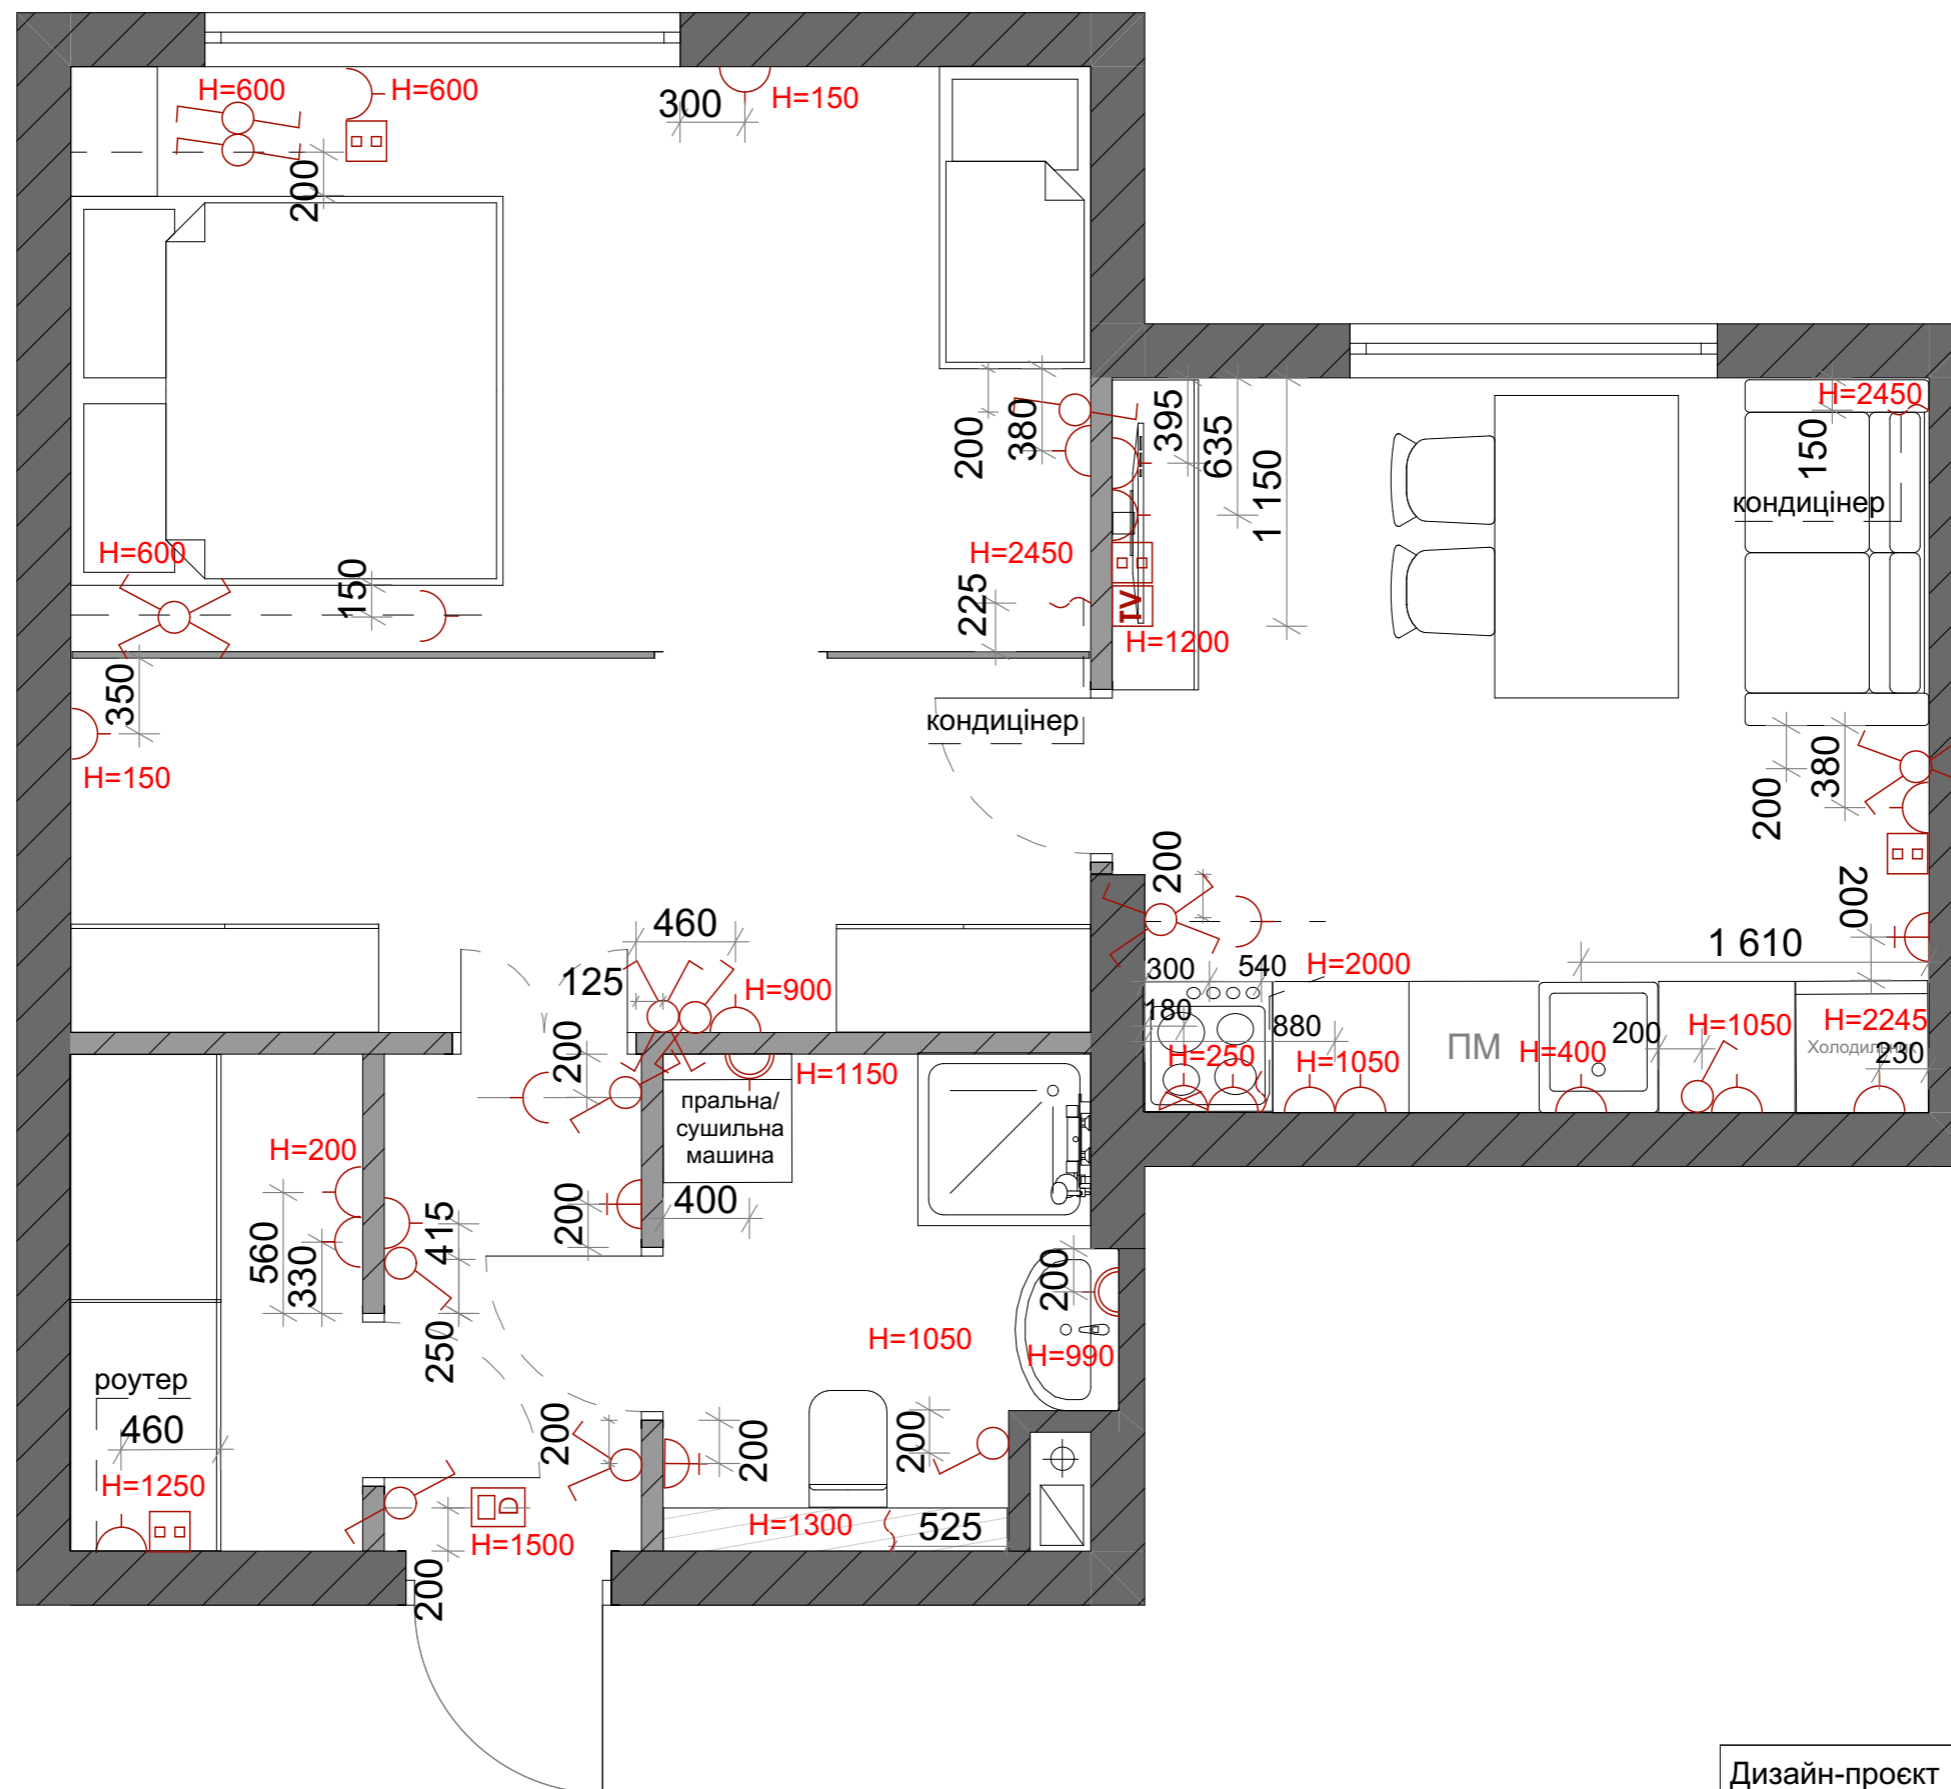 H=600
H=600
300
H=150
200
H=2450
395
635
1 150
150
200
380
кондицінер
H=600
150
H=2450
225
TV
H=1200
350
H=150
кондицінер
200
380
200
200
1 610
460
125
H=900
300
540
H=2000
180
880
H=250
H=1050
ПМ
H=400
200
H=1050
H=2245
Холодильник
230
200
H=1150
пральна/
сушильна
машина
H=200
200
400
560
330
415
250
200
H=1050
H=990
роутер
460
H=1250
200
200
200
H=1500
200
H=1300
525
Дизайн-проєкт